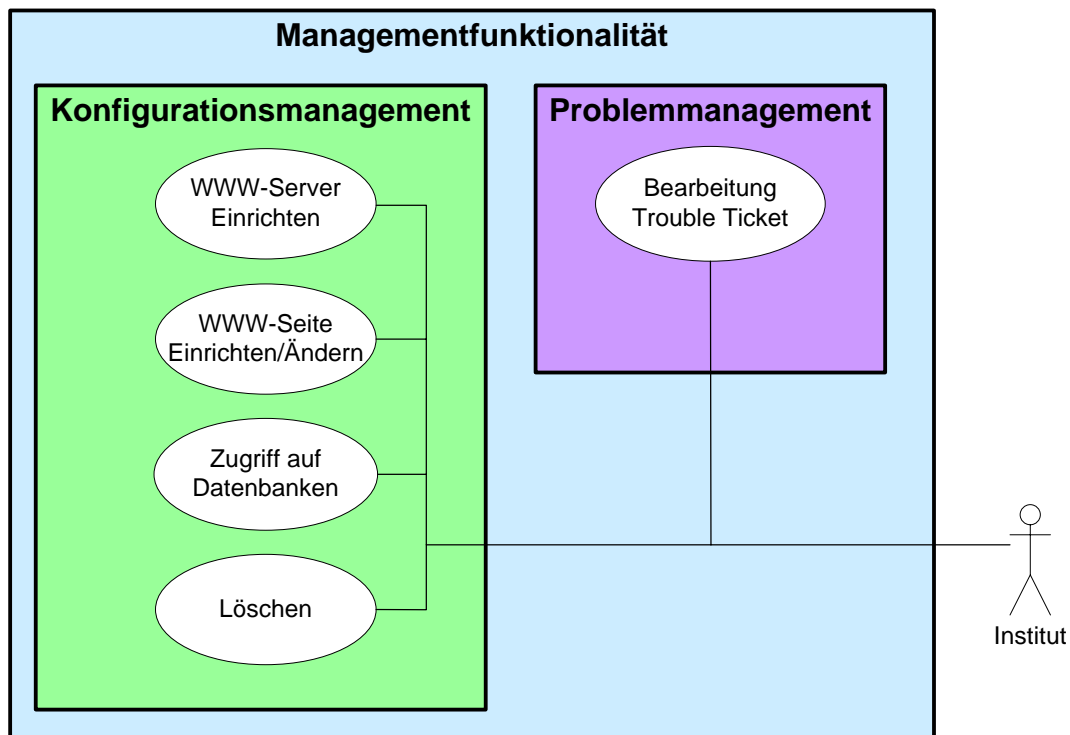 Managementfunktionalität
Konfigurationsmanagement
WWW-Server
Einrichten
WWW-Seite
Einrichten/Ändern
Zugriff auf
Datenbanken
Löschen
Problemmanagement
Bearbeitung
Trouble Ticket
Institut